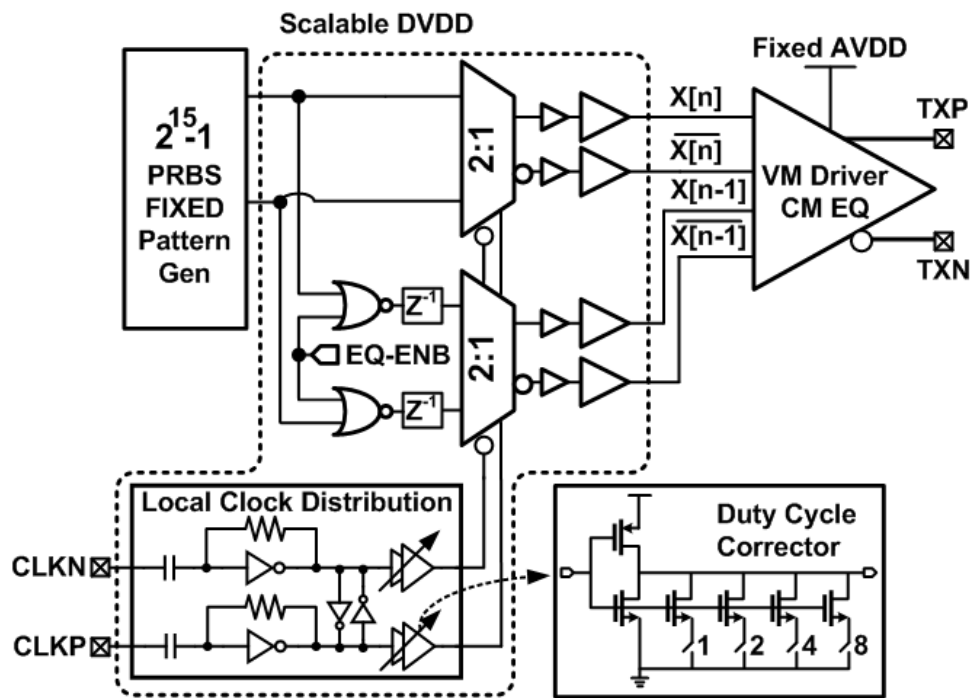 Scalable DVDD
Fixed AVDD
2^15-1
PRBS
FIXED
Pattern
Gen
2:1
X[n]
X̅[̅n̅]̅
X[n-1]
X̅[̅n̅-̅1̅]̅
VM Driver
CM EQ
TXP
TXN
Z^-1
EQ-ENB
Z^-1
2:1
Local Clock Distribution
CLKN
CLKP
Duty Cycle
Corrector
1
2
4
8